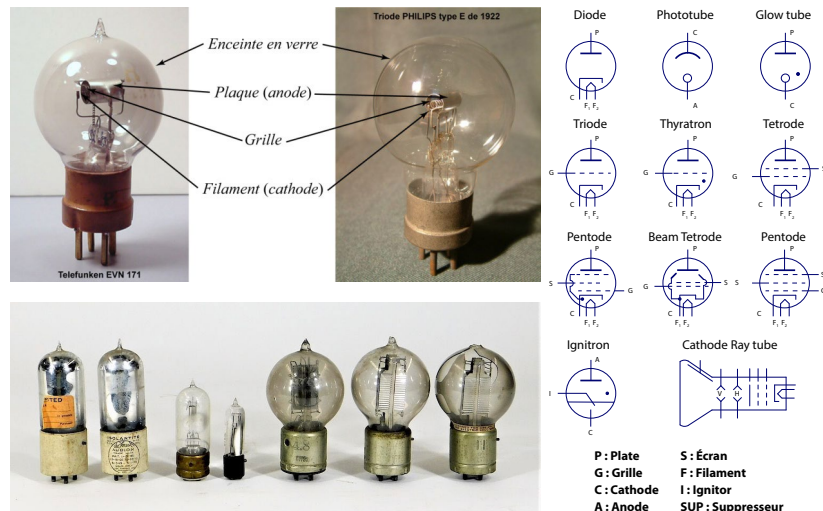 Triode PHILIPS type E de 1922
Enceinte en verre
Plaque (anode)
Grille
Filament (cathode)
Telefunken EVN 171
Diode
P
C
F1 F2
Phototube
C
A
Glow tube
P
C
Triode
P
G
C
F1 F2
Thyratron
P
G
C
F1 F2
Tetrode
P
S
G
C
F1 F2
Pentode
P
S
G
C
F1 F2
Beam Tetrode
P
G
S
C
F1 F2
Pentode
P
S
S
G
C
F1 F2
Ignitron
A
I
C
Cathode Ray tube
V H
P : Plate
G : Grille
C : Cathode
A : Anode
S : Écran
F : Filament
I : Ignitor
SUP : Suppresseur